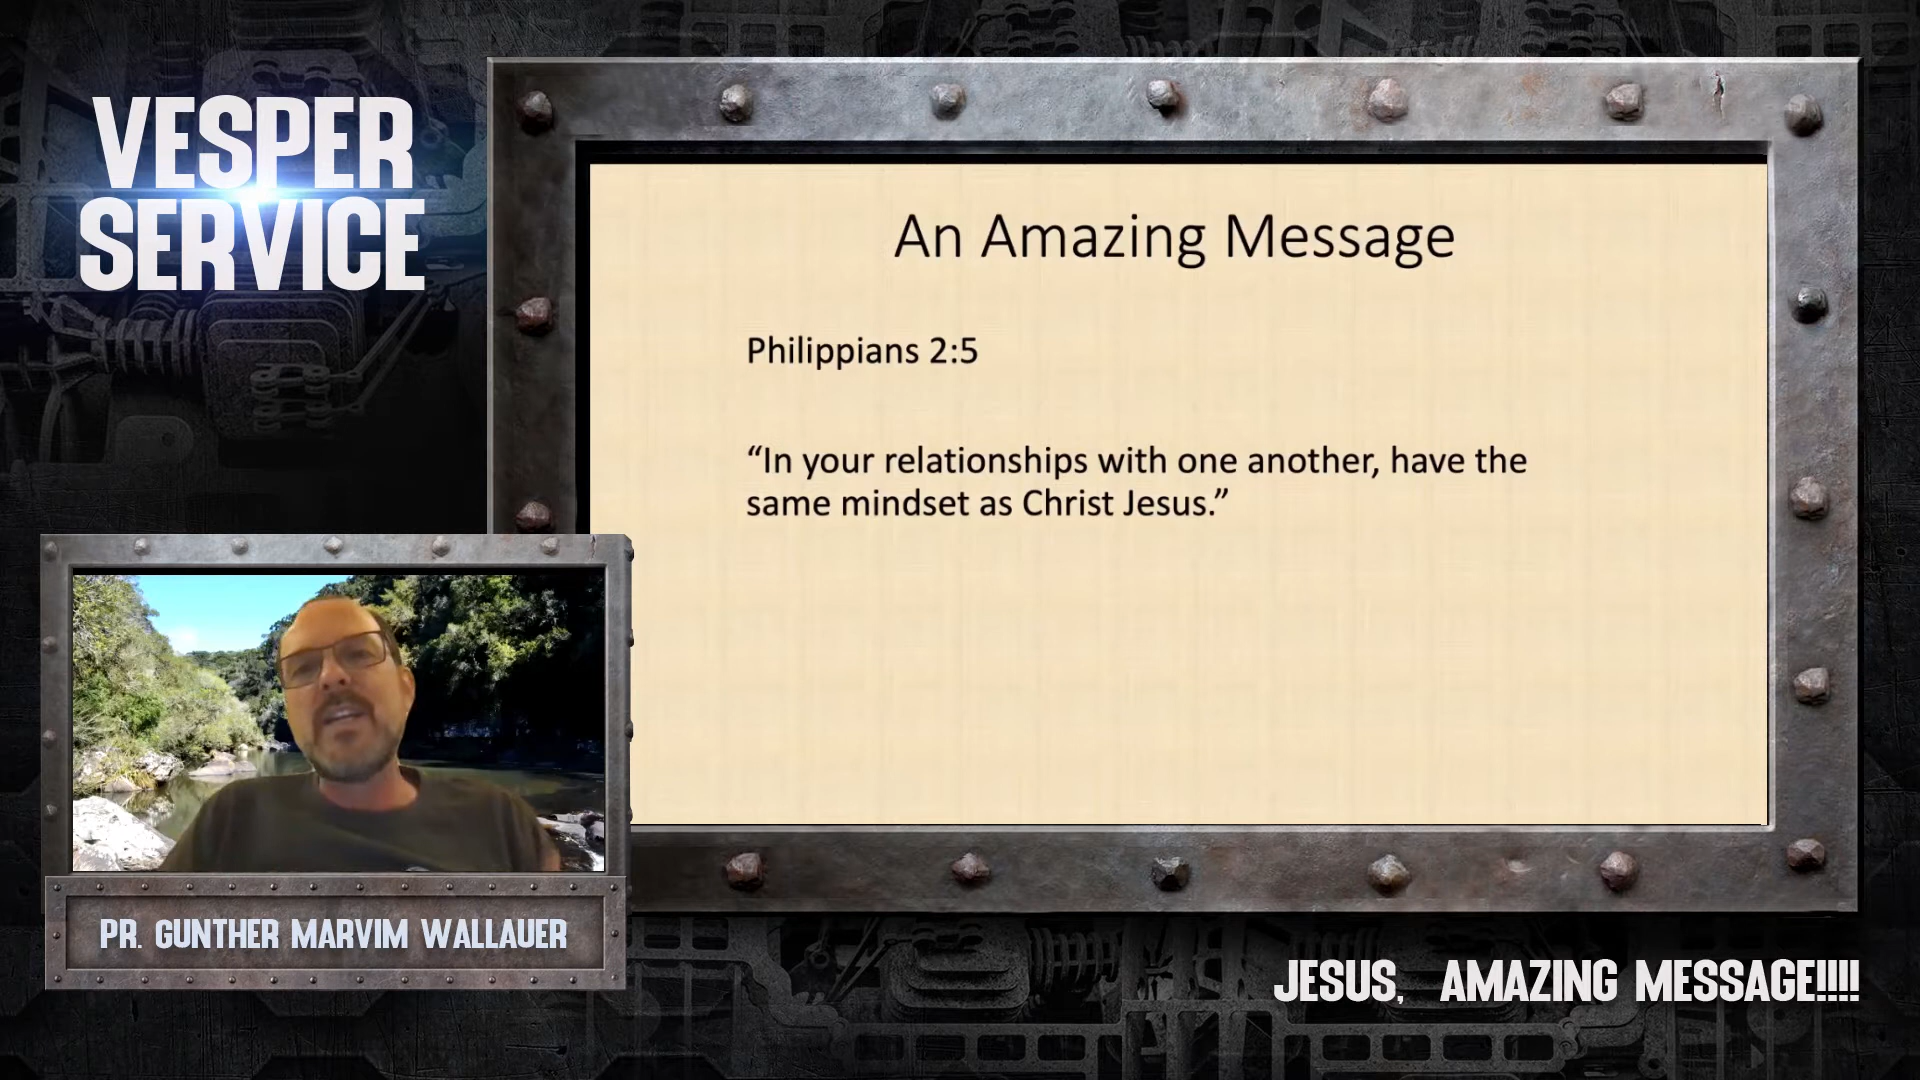 VESPER
SERVICE
An Amazing Message
Philippians 2:5
“In your relationships with one another, have the
same mindset as Christ Jesus.”
PR. GUNTHER MARVIM WALLAUER
JESUS, AMAZING MESSAGE!!!!